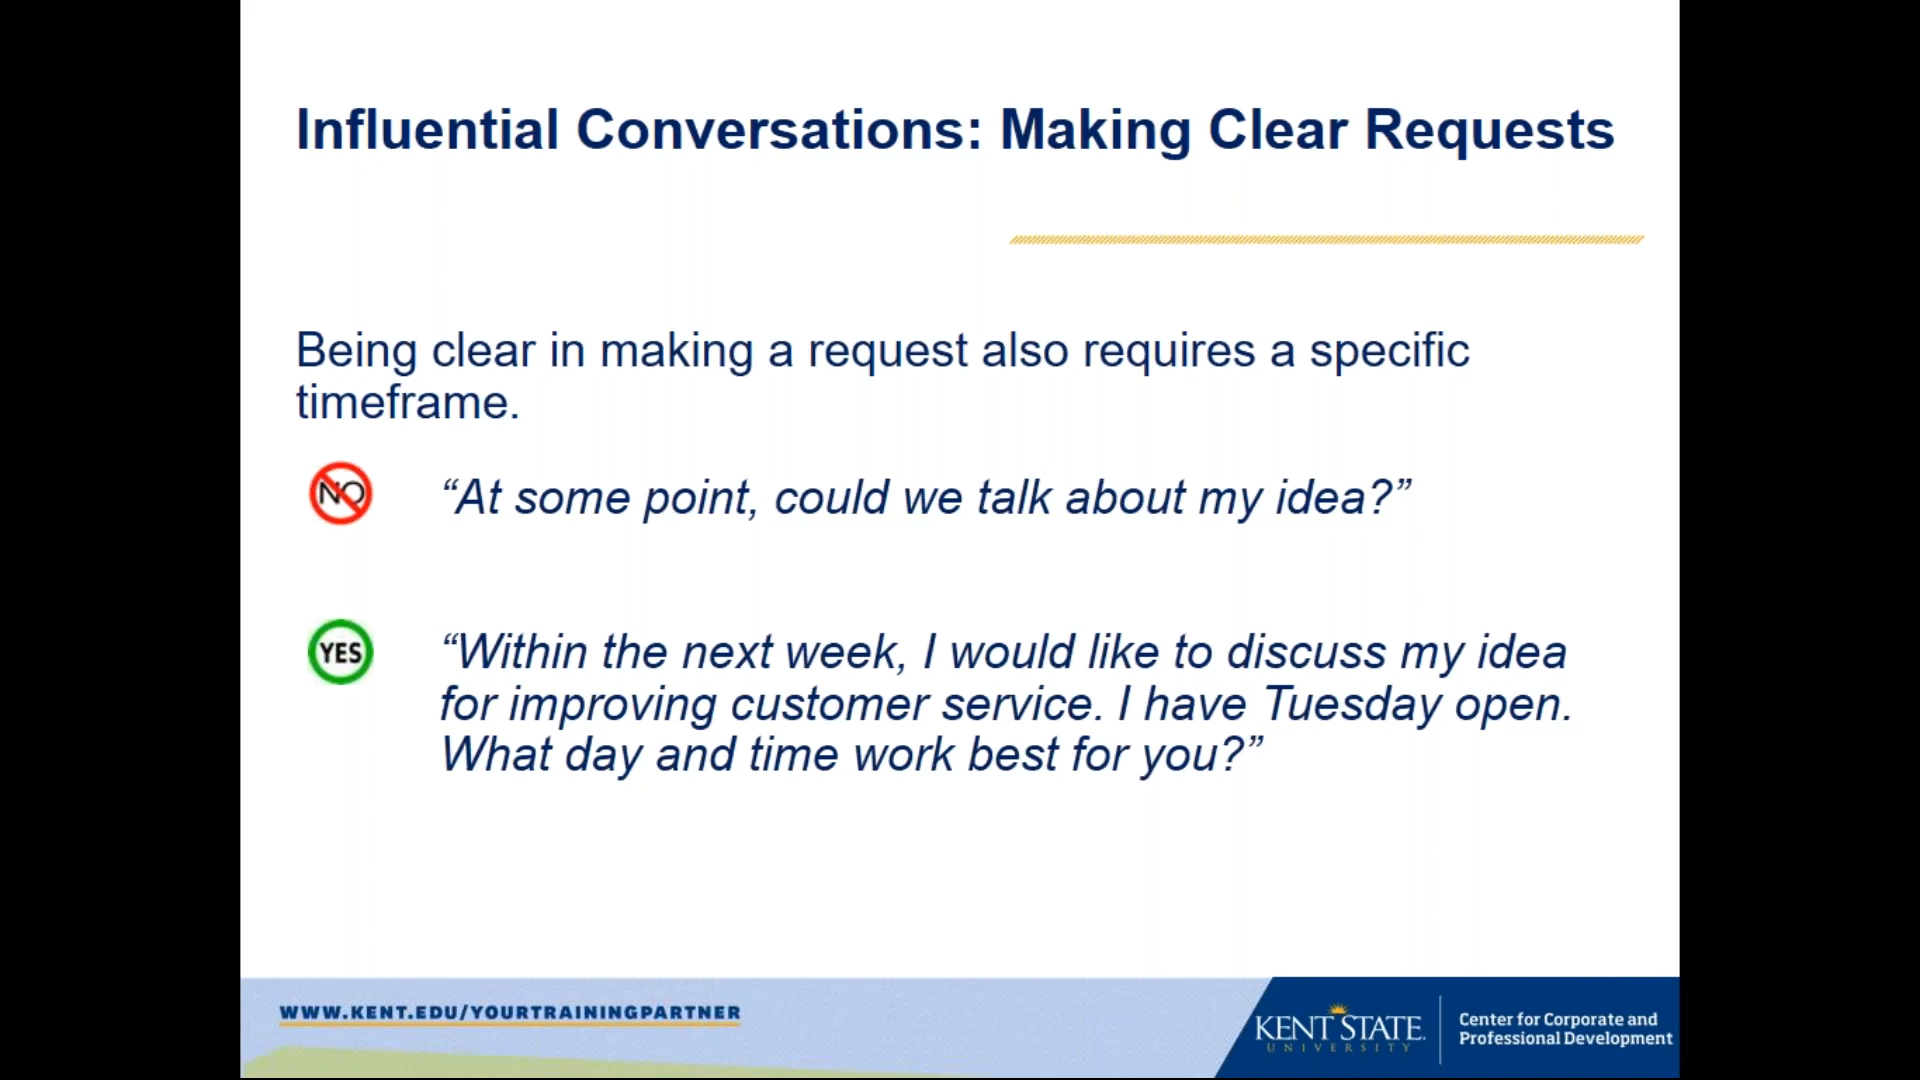 Influential Conversations: Making Clear Requests
Being clear in making a request also requires a specific
timeframe.
NO
“At some point, could we talk about my idea?”
YES
“Within the next week, I would like to discuss my idea
for improving customer service. I have Tuesday open.
What day and time work best for you?”
WWW.KENT.EDU/YOURTRAININGPARTNER
KENT STATE
UNIVERSITY
Center for Corporate and
Professional Development